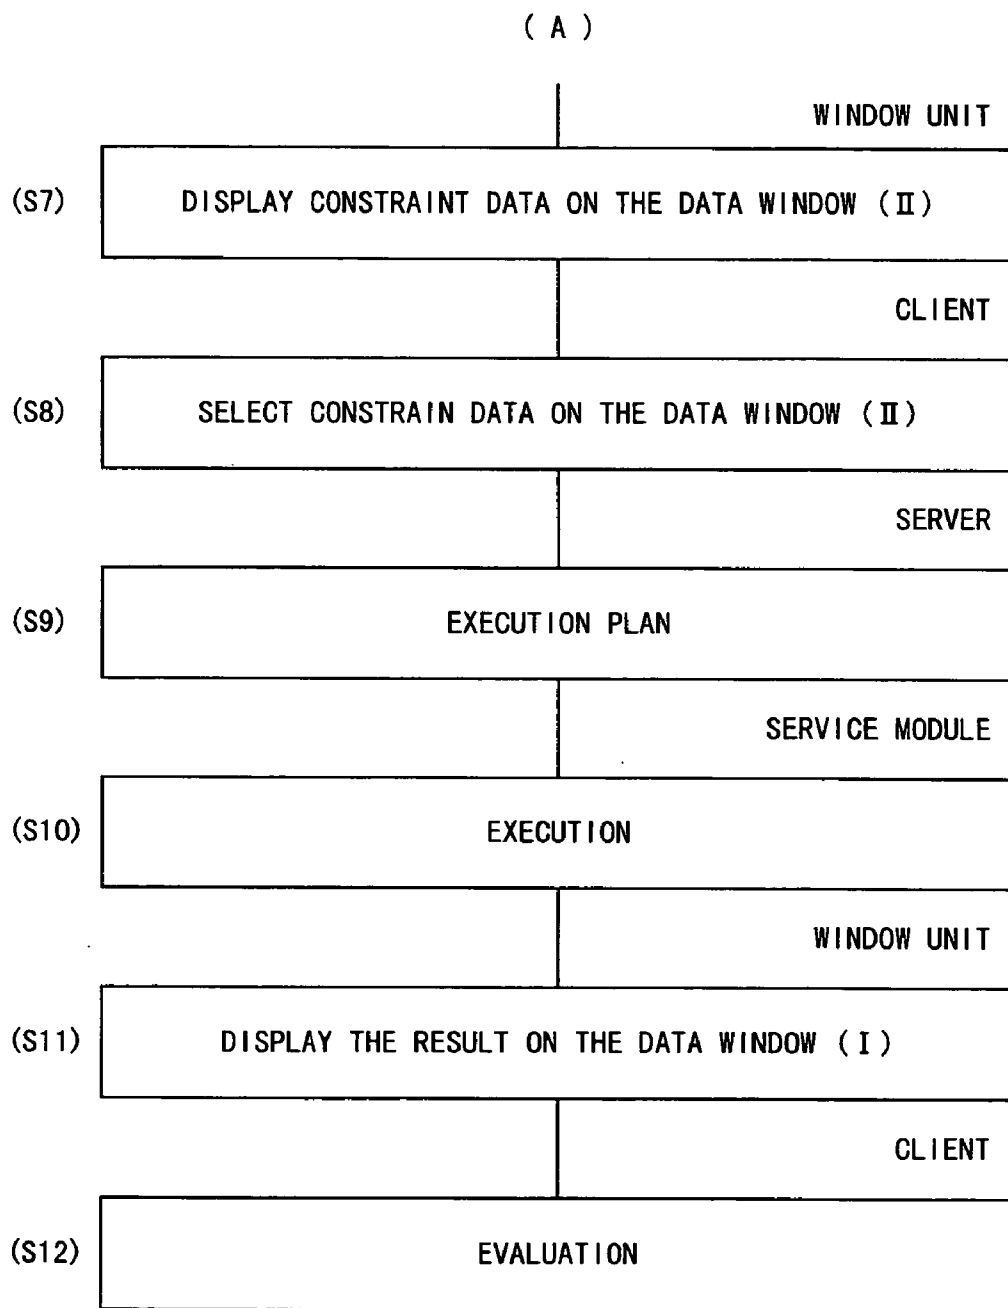 ( A )
WINDOW UNIT
(S7) DISPLAY CONSTRAINT DATA ON THE DATA WINDOW (Ⅱ)
CLIENT
(S8) SELECT CONSTRAIN DATA ON THE DATA WINDOW (Ⅱ)
SERVER
(S9) EXECUTION PLAN
SERVICE MODULE
(S10) EXECUTION
WINDOW UNIT
(S11) DISPLAY THE RESULT ON THE DATA WINDOW (Ⅰ)
CLIENT
(S12) EVALUATION